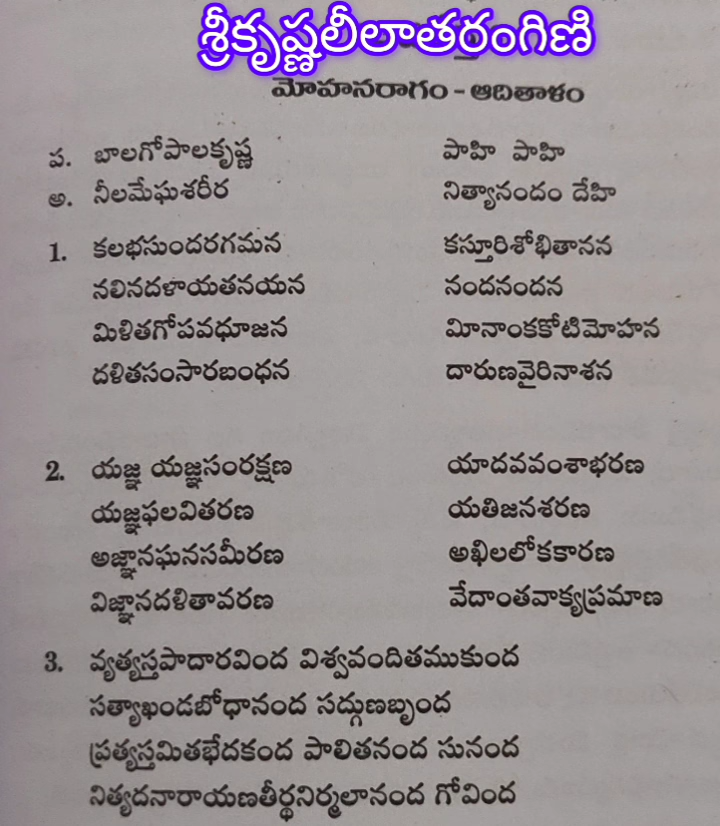 శ్రీకృష్ణలీలాతరంగిణి
మోహనరాగం - ఆదితాళం
ప. బాలగోపాలకృష్ణ పాహి పాహి
అ. నీలమేఘశరీర నిత్యానందం దేహి
1. కలభసుందరగమన కస్తూరిశోభితానన
నలినదళాయతనయన నందనందన
మిళితగోపవధూజన మీనాంకకోటిమోహన
దళితసంసారబంధన దారుణవైరినాశన
2. యజ్ఞ యజ్ఞసంరక్షణ యాదవవంశాభరణ
యజ్ఞఫలవితరణ యతిజనశరణ
అజ్ఞానఘనసమీరణ అఖిలలోకకారణ
విజ్ఞానదళితావరణ వేదాంతవాక్యప్రమాణ
3. వ్యత్యస్తపాదారవింద విశ్వవందితముకుంద
సత్యాఖండబోధానంద సద్గుణబృంద
ప్రత్యస్తమితభేదకంద పాలితనంద సునంద
నిత్యదనారాయణతీర్థనిర్మలానంద గోవింద